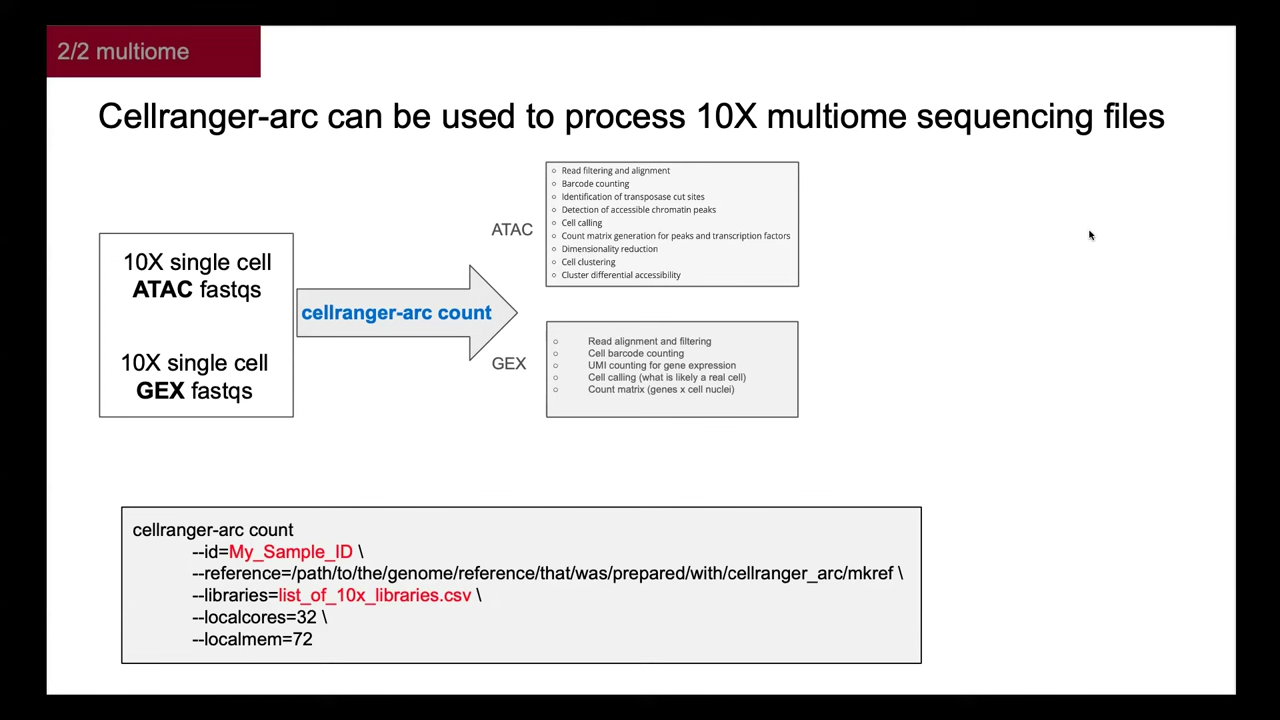 2/2 multiome
Cellranger-arc can be used to process 10X multiome sequencing files
10X single cell
ATAC fastqs
10X single cell
GEX fastqs
cellranger-arc count
ATAC
○ Read filtering and alignment
○ Barcode counting
○ Identification of transposase cut sites
○ Detection of accessible chromatin peaks
○ Cell calling
○ Count matrix generation for peaks and transcription factors
○ Dimensionality reduction
○ Cell clustering
○ Cluster differential accessibility
GEX
○ Read alignment and filtering
○ Cell barcode counting
○ UMI counting for gene expression
○ Cell calling (what is likely a real cell)
○ Count matrix (genes x cell nuclei)
cellranger-arc count
--id=My_Sample_ID \
--reference=/path/to/the/genome/reference/that/was/prepared/with/cellranger_arc/mkref \
--libraries=list_of_10x_libraries.csv \
--localcores=32 \
--localmem=72